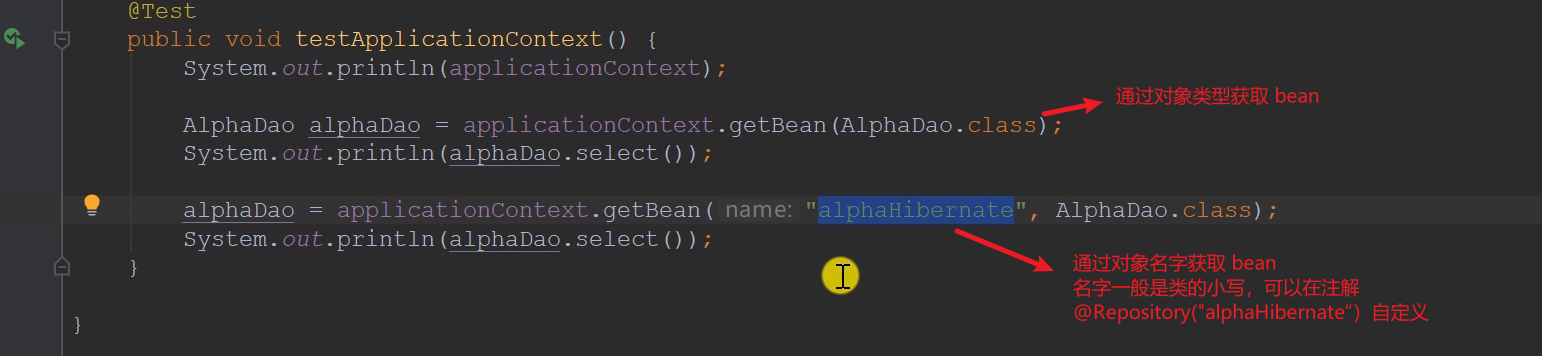 @Test
public void testApplicationContext() {
System.out.println(applicationContext);
通过对象类型获取 bean
AlphaDao alphaDao = applicationContext.getBean(AlphaDao.class);
System.out.println(alphaDao.select());
alphaDao = applicationContext.getBean( name: "alphaHibernate", AlphaDao.class);
System.out.println(alphaDao.select());
}
通过对象名字获取 bean
名字一般是类的小写，可以在注解
@Repository("alphaHibernate“）自定义
}